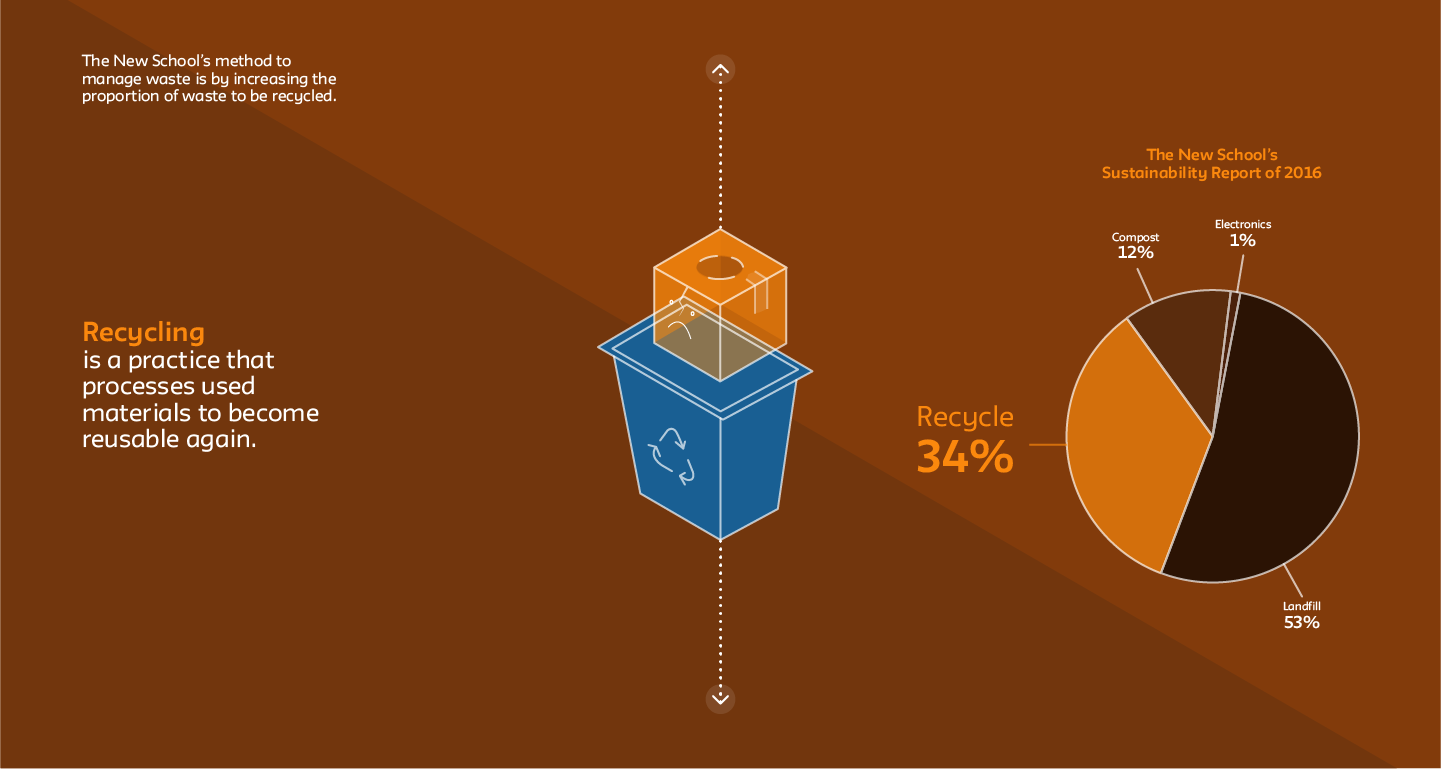 The New School's method to
manage waste is by increasing the
proportion of waste to be recycled.
Recycling
is a practice that
processes used
materials to become
reusable again.
The New School's
Sustainability Report of 2016
Compost
12%
Electronics
1%
Recycle
34%
Landfill
53%